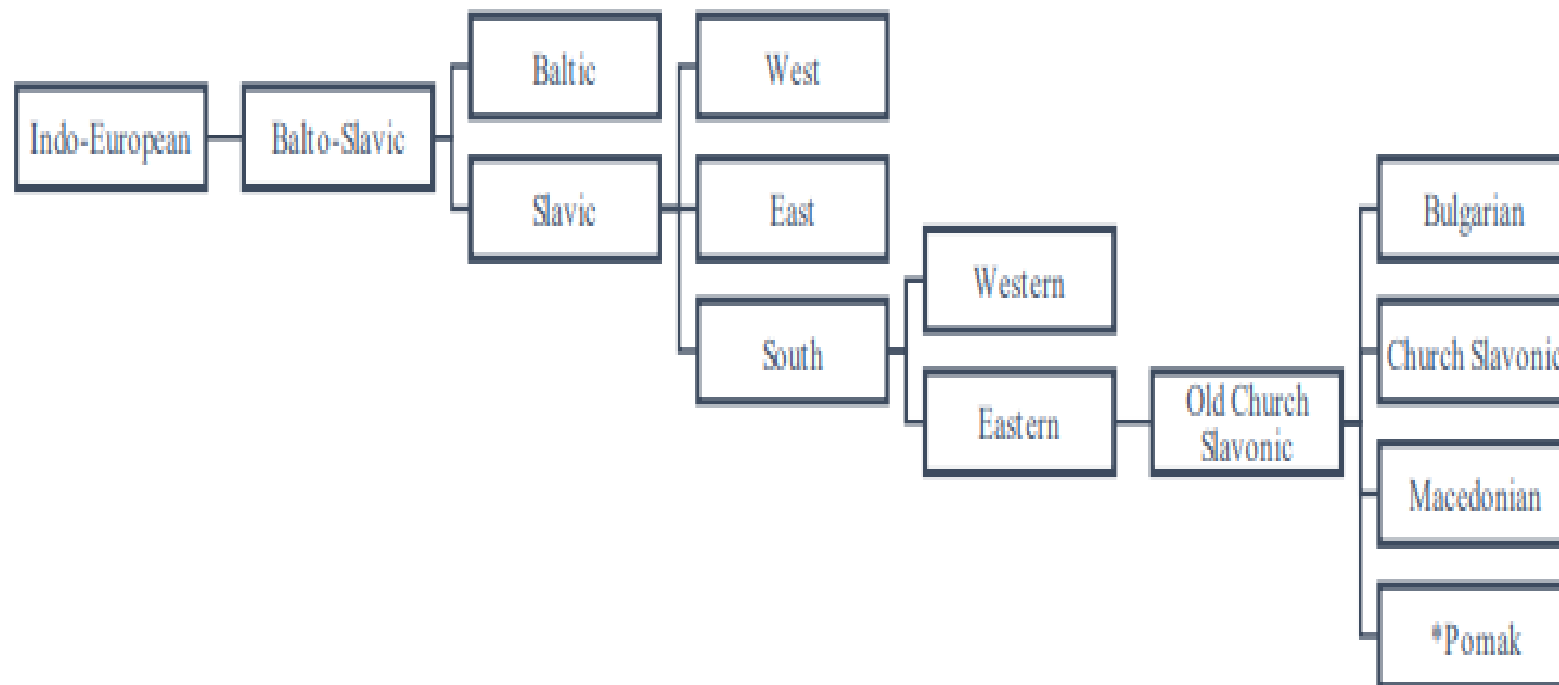 Baltic
West
Indo-European
Balto-Slavic
Slavic
East
Bulgarian
Western
South
Church Slavonic
Eastern
Old Church
Slavonic
Macedonian
*Pomak